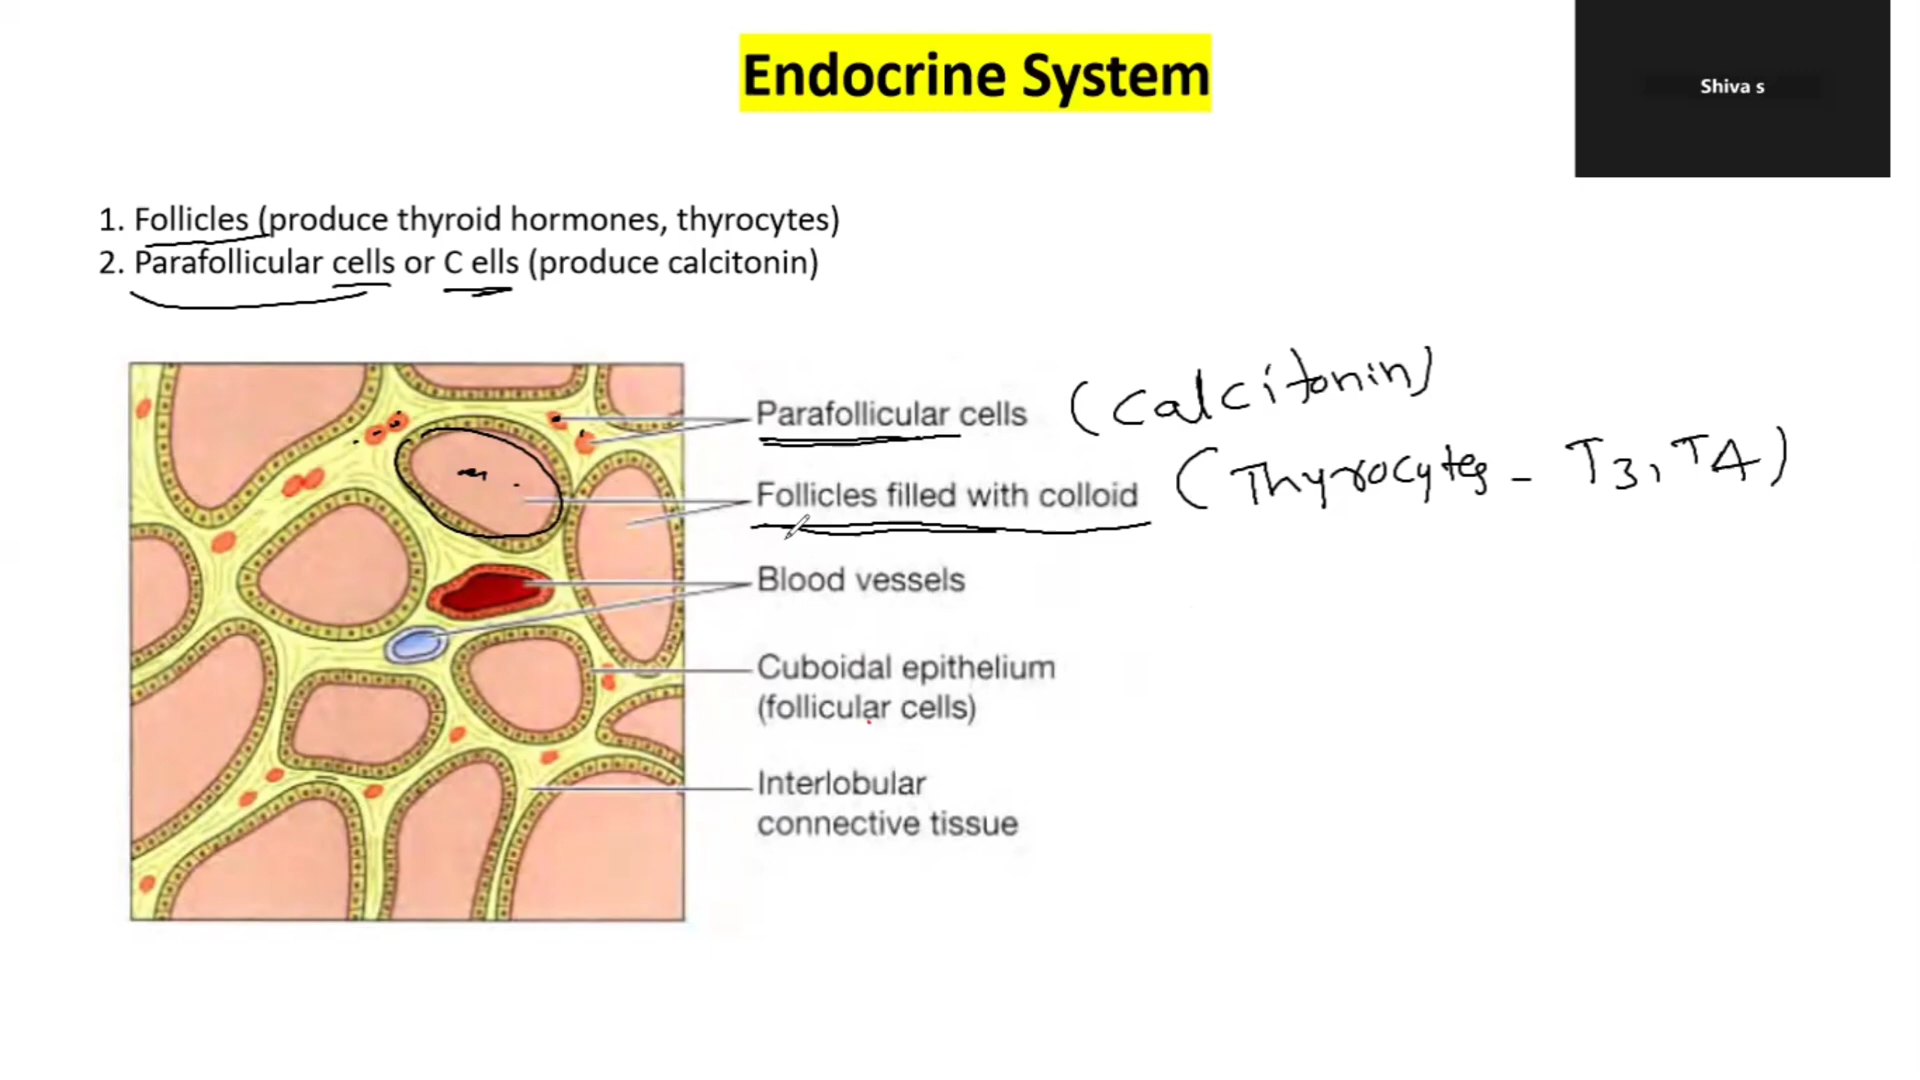 Endocrine System
Shiva s
1. Follicles (produce thyroid hormones, thyrocytes)
2. Parafollicular cells or C ells (produce calcitonin)
Parafollicular cells (Calcitonin)
Follicles filled with colloid (Thyrocytes - T3, T4)
Blood vessels
Cuboidal epithelium
(follicular cells)
Interlobular
connective tissue